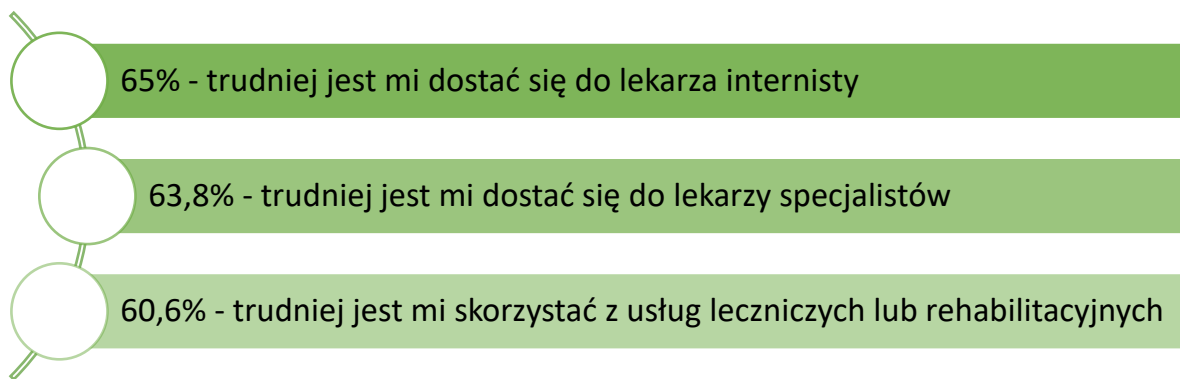 65% - trudniej jest mi dostać się do lekarza internisty
63,8% - trudniej jest mi dostać się do lekarzy specjalistów
60,6% - trudniej jest mi skorzystać z usług leczniczych lub rehabilitacyjnych